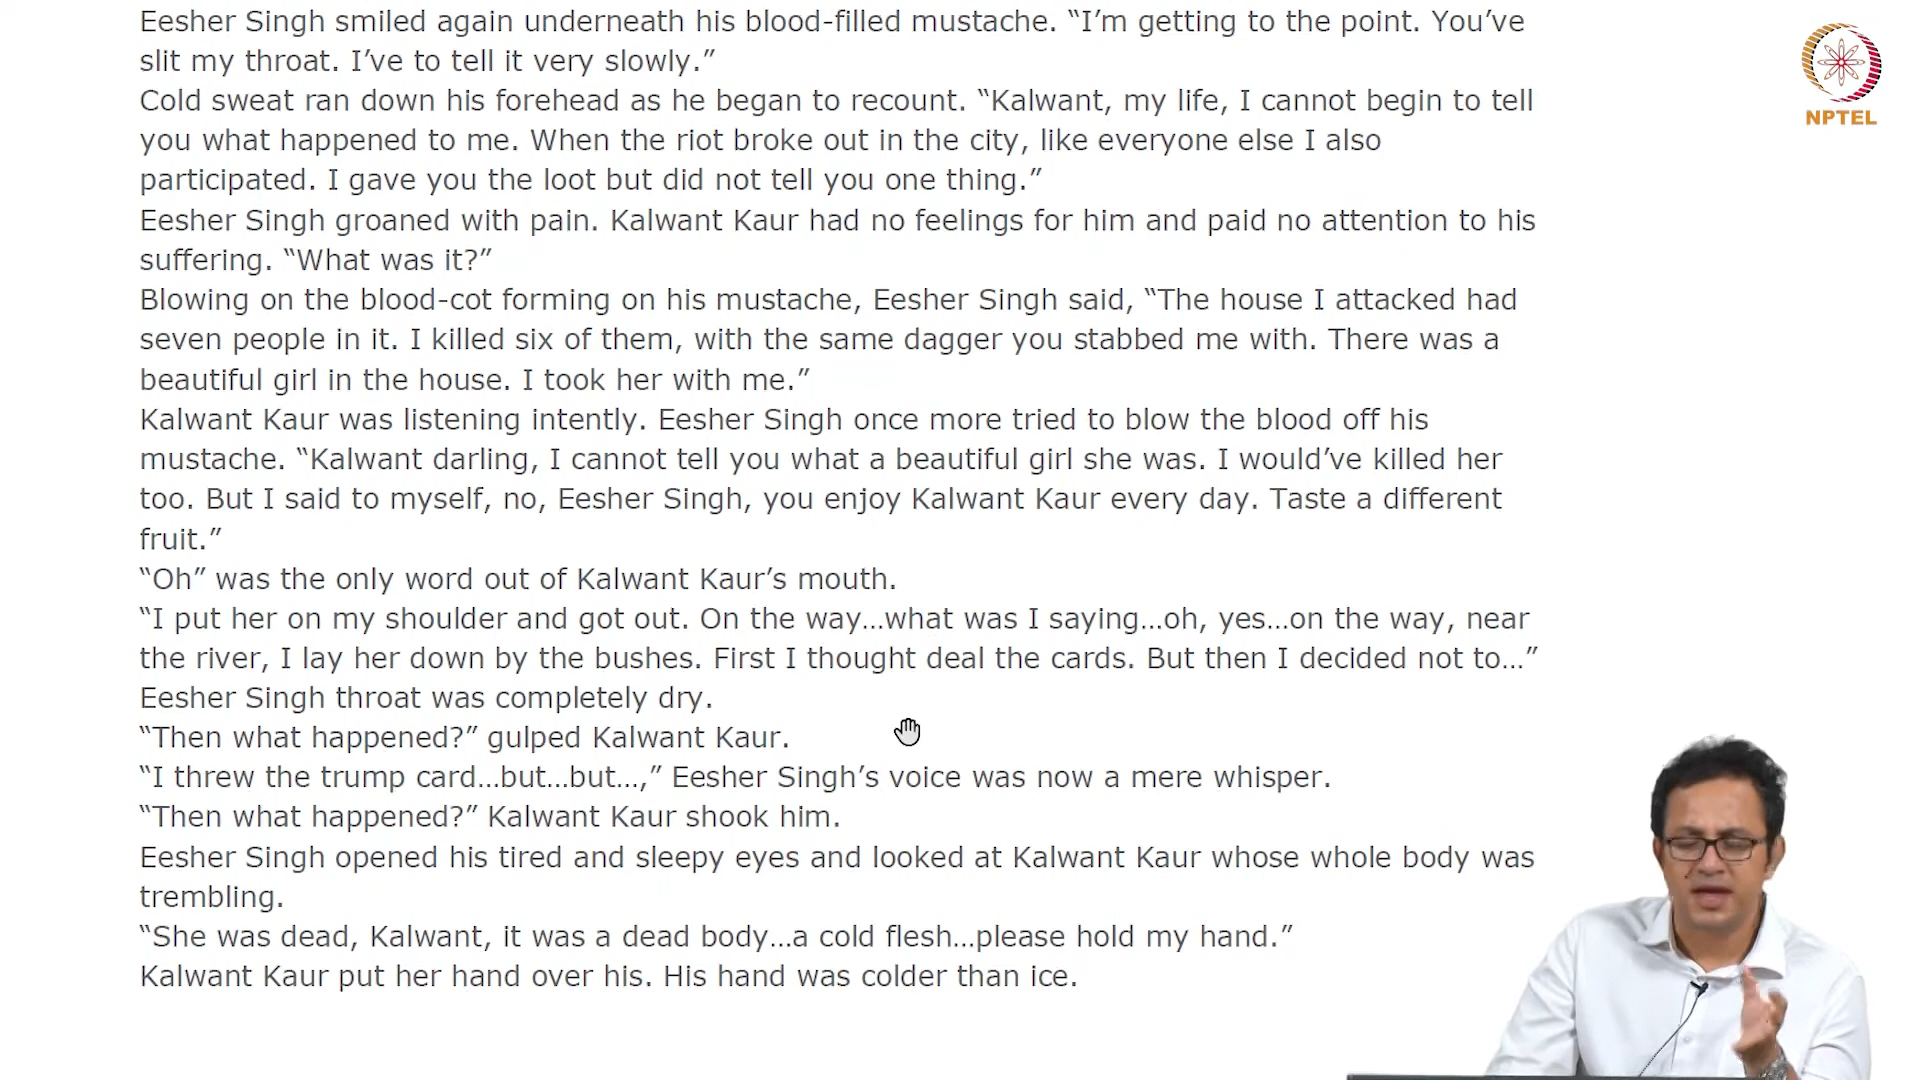 Eesher Singh smiled again underneath his blood-filled mustache. “I’m getting to the point. You’ve
slit my throat. I’ve to tell it very slowly.”
Cold sweat ran down his forehead as he began to recount. “Kalwant, my life, I cannot begin to tell
you what happened to me. When the riot broke out in the city, like everyone else I also
participated. I gave you the loot but did not tell you one thing.”
Eesher Singh groaned with pain. Kalwant Kaur had no feelings for him and paid no attention to his
suffering. “What was it?”
Blowing on the blood-cot forming on his mustache, Eesher Singh said, “The house I attacked had
seven people in it. I killed six of them, with the same dagger you stabbed me with. There was a
beautiful girl in the house. I took her with me.”
Kalwant Kaur was listening intently. Eesher Singh once more tried to blow the blood off his
mustache. “Kalwant darling, I cannot tell you what a beautiful girl she was. I would’ve killed her
too. But I said to myself, no, Eesher Singh, you enjoy Kalwant Kaur every day. Taste a different
fruit.”
“Oh” was the only word out of Kalwant Kaur’s mouth.
“I put her on my shoulder and got out. On the way…what was I saying…oh, yes…on the way, near
the river, I lay her down by the bushes. First I thought deal the cards. But then I decided not to…”
Eesher Singh throat was completely dry.
“Then what happened?” gulped Kalwant Kaur.
“I threw the trump card…but…but…,” Eesher Singh’s voice was now a mere whisper.
“Then what happened?” Kalwant Kaur shook him.
Eesher Singh opened his tired and sleepy eyes and looked at Kalwant Kaur whose whole body was
trembling.
“She was dead, Kalwant, it was a dead body…a cold flesh…please hold my hand.”
Kalwant Kaur put her hand over his. His hand was colder than ice.
NPTEL